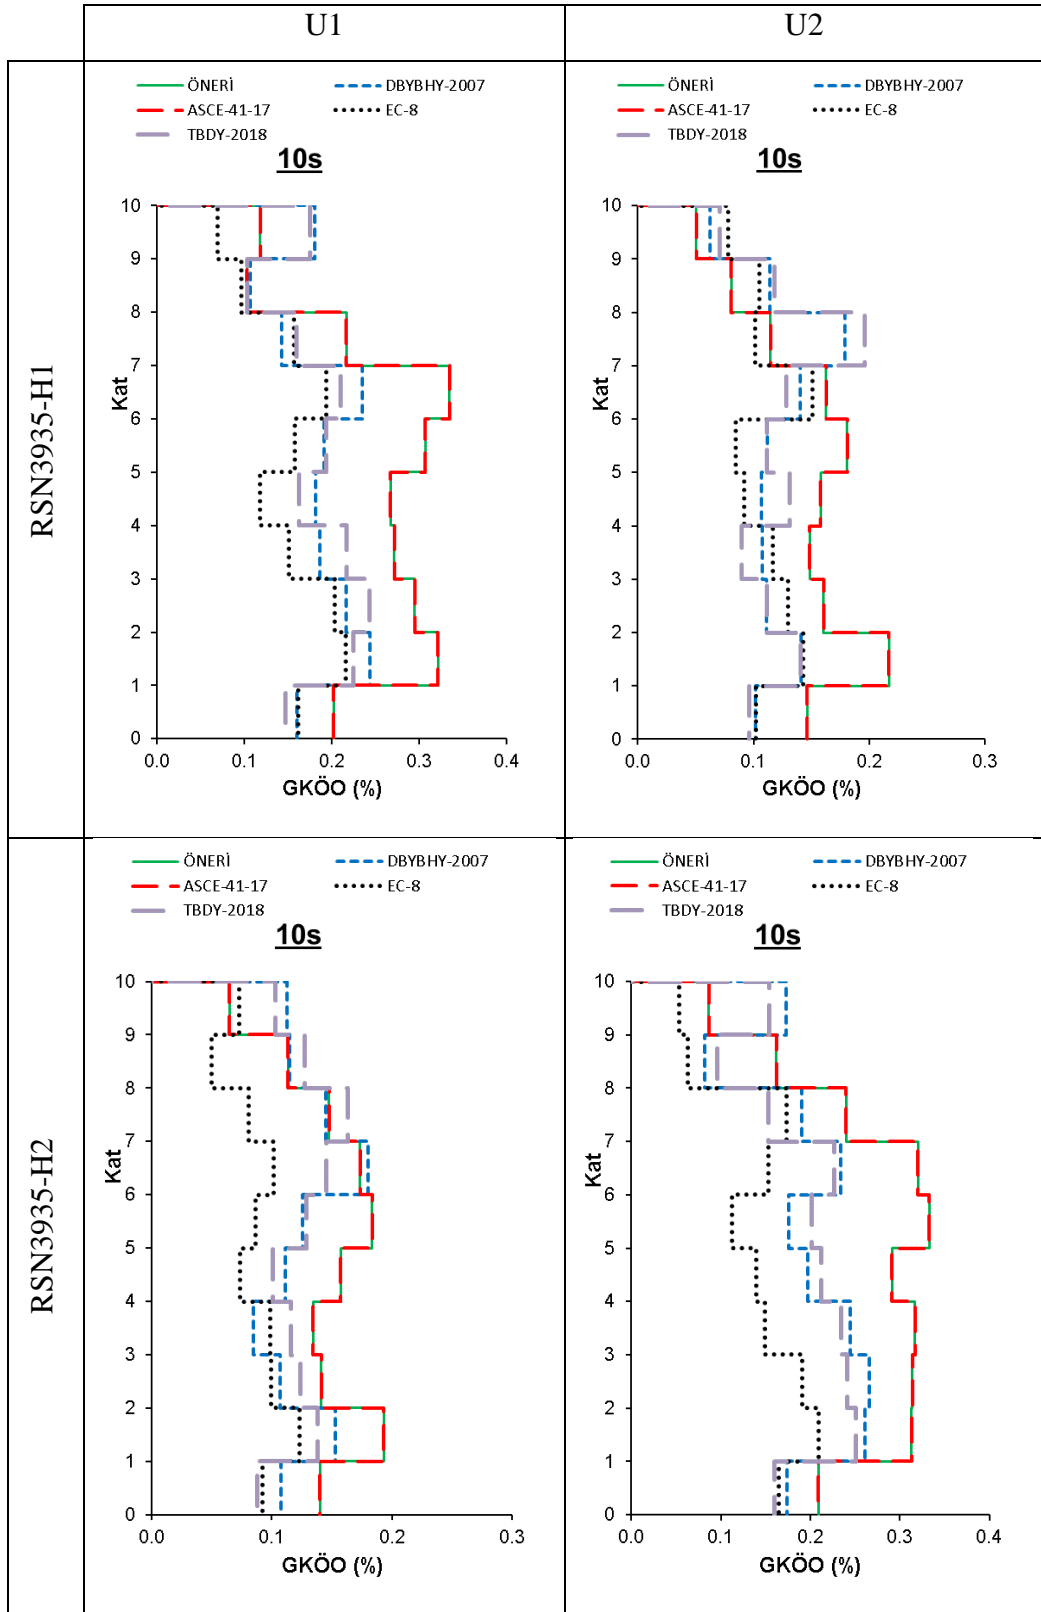 U1
U2
RSN3935-H1
ÖNERİ
DBYBHY-2007
ASCE-41-17
EC-8
TBDY-2018
10s
10
9
8
7
6
5
4
3
2
1
0
Kat
0.0 0.1 0.2 0.3 0.4
GKÖO (%)
ÖNERİ
DBYBHY-2007
ASCE-41-17
EC-8
TBDY-2018
10s
10
9
8
7
6
5
4
3
2
1
0
Kat
0.0 0.1 0.2 0.3
GKÖO (%)
RSN3935-H2
ÖNERİ
DBYBHY-2007
ASCE-41-17
EC-8
TBDY-2018
10s
10
9
8
7
6
5
4
3
2
1
0
Kat
0.0 0.1 0.2 0.3
GKÖO (%)
ÖNERİ
DBYBHY-2007
ASCE-41-17
EC-8
TBDY-2018
10s
10
9
8
7
6
5
4
3
2
1
0
Kat
0.0 0.1 0.2 0.3 0.4
GKÖO (%)